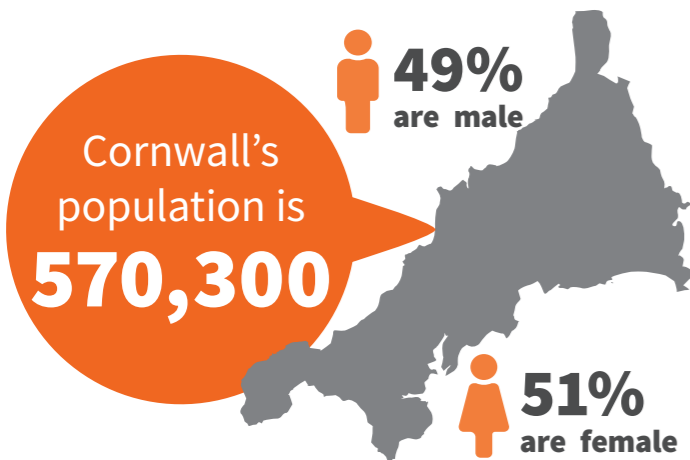 49%
are male
Cornwall’s
population is
570,300
51%
are female